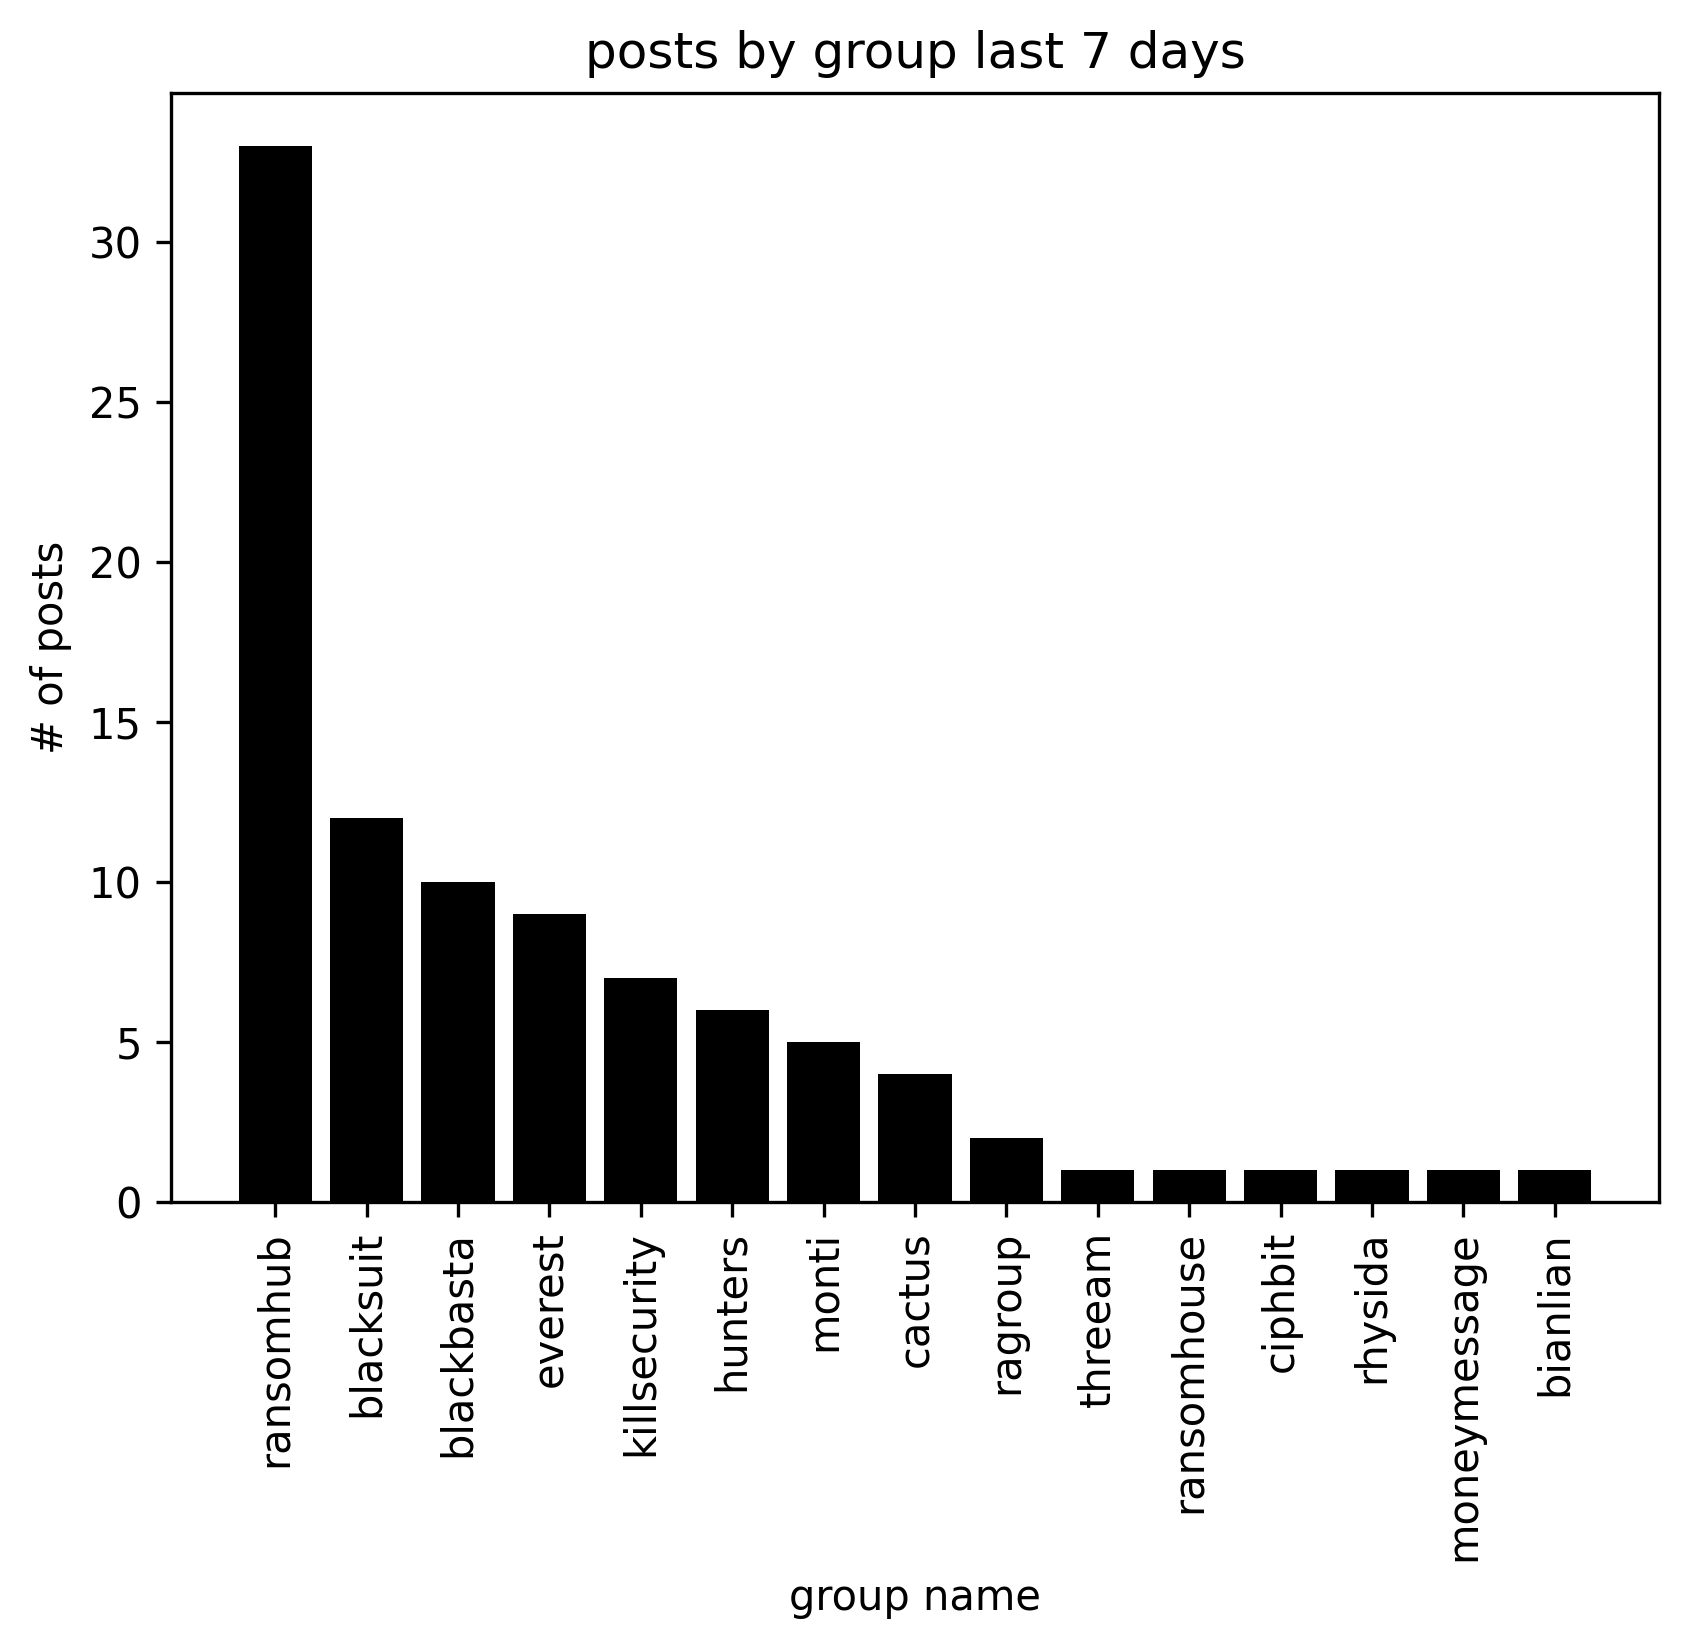 posts by group last 7 days
# of posts
30
25
20
15
10
5
0
ransomhub
blacksuit
blackbasta
everest
killsecurity
hunters
monti
cactus
ragroup
threeam
ransomhouse
ciphbit
rhysida
moneymessage
bianlian
group name